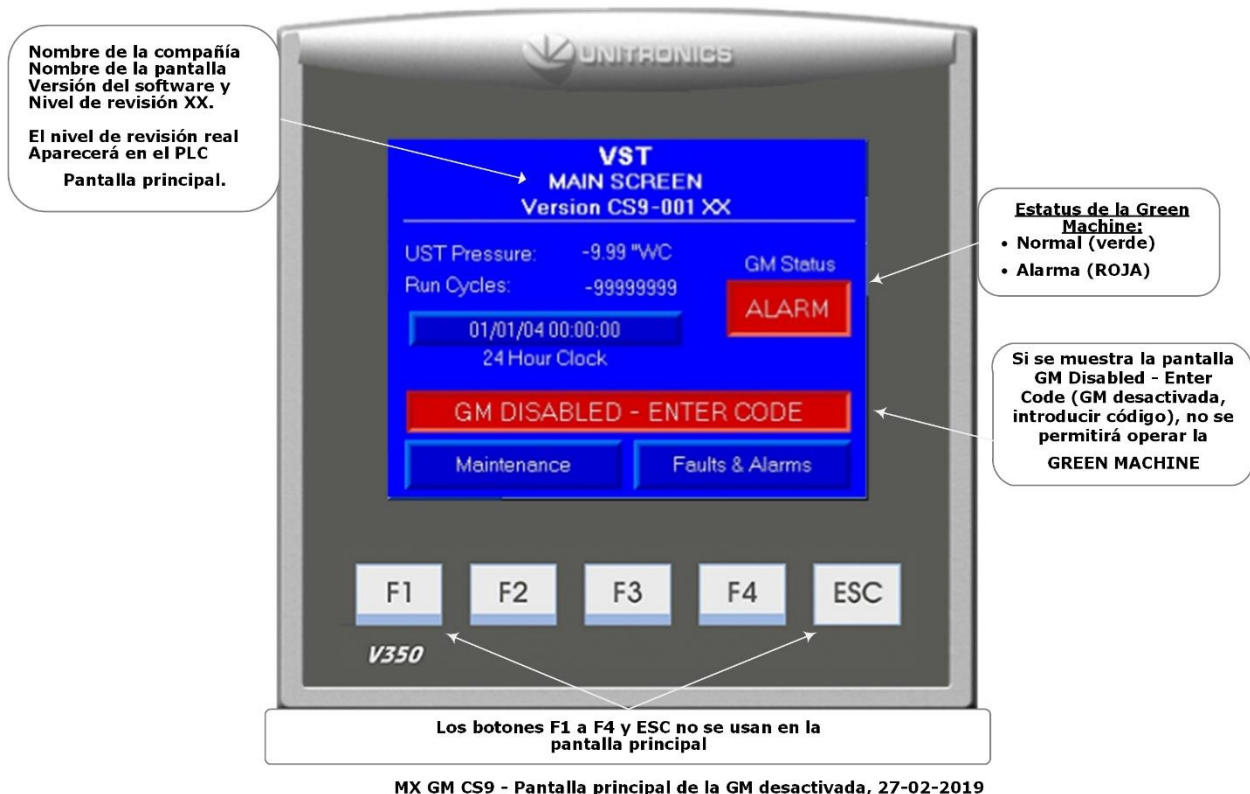 UNITRONICS
Nombre de la compañía
Nombre de la pantalla
Versión del software y
Nivel de revisión XX.
El nivel de revisión real
Aparecerá en el PLC
Pantalla principal.
VST
MAIN SCREEN
Version CS9-001 XX
UST Pressure: -9.99 "WC
Run Cycles: -99999999
01/01/04 00:00:00
24 Hour Clock
GM Status
ALARM
GM DISABLED - ENTER CODE
Maintenance
Faults & Alarms
Estatus de la Green
Machine:
• Normal (verde)
• Alarma (ROJA)
Si se muestra la pantalla
GM Disabled - Enter
Code (GM desactivada,
introducir código), no se
permitirá operar la
GREEN MACHINE
F1
F2
F3
F4
ESC
V350
Los botones F1 a F4 y ESC no se usan en la
pantalla principal
MX GM CS9 - Pantalla principal de la GM desactivada, 27-02-2019